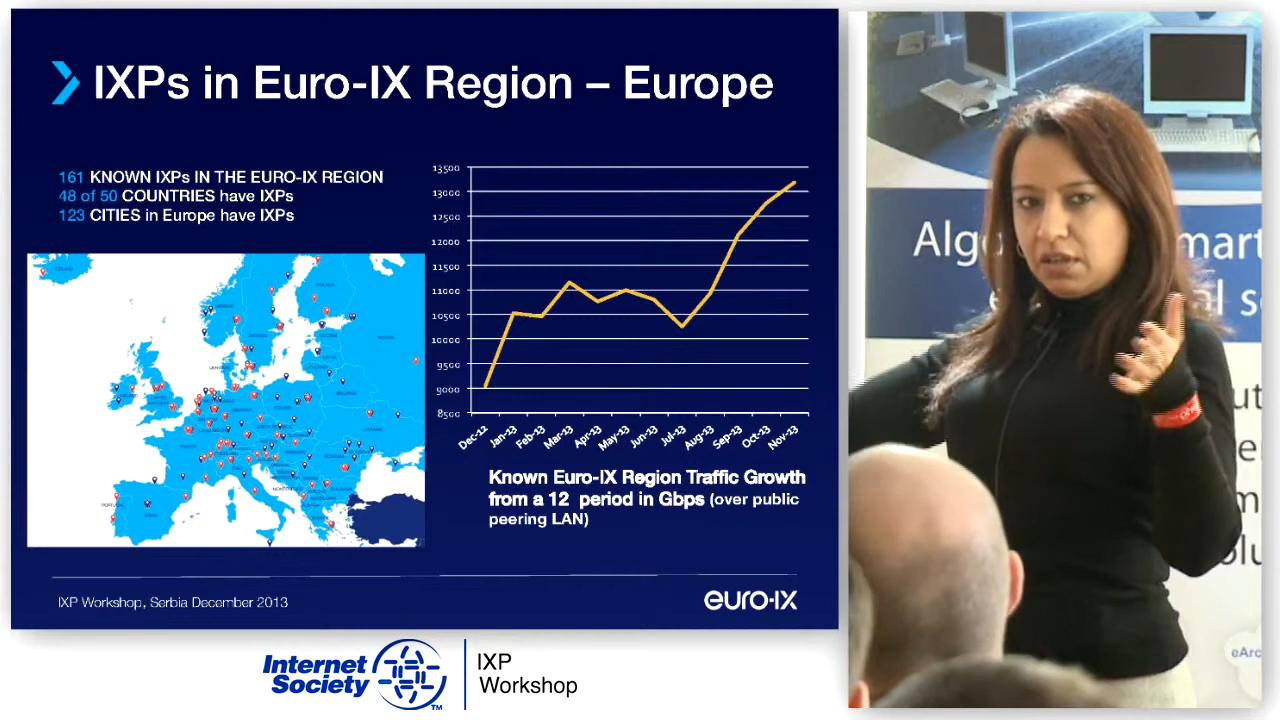 IXPs in Euro-IX Region – Europe
161 KNOWN IXPs IN THE EURO-IX REGION
48 of 50 COUNTRIES have IXPs
123 CITIES in Europe have IXPs
13500
13000
12500
12000
11500
11000
10500
10000
9500
9000
8500
Dec-12
Jan-13
Feb-13
Mar-13
Apr-13
May-13
Jun-13
Jul-13
Aug-13
Sep-13
Oct-13
Nov-13
Known Euro-IX Region Traffic Growth
from a 12 period in Gbps (over public
peering LAN)
IXP Workshop, Serbia December 2013
euro-ix
Internet
Society
TM
IXP
Workshop
Algo
mart
eArc